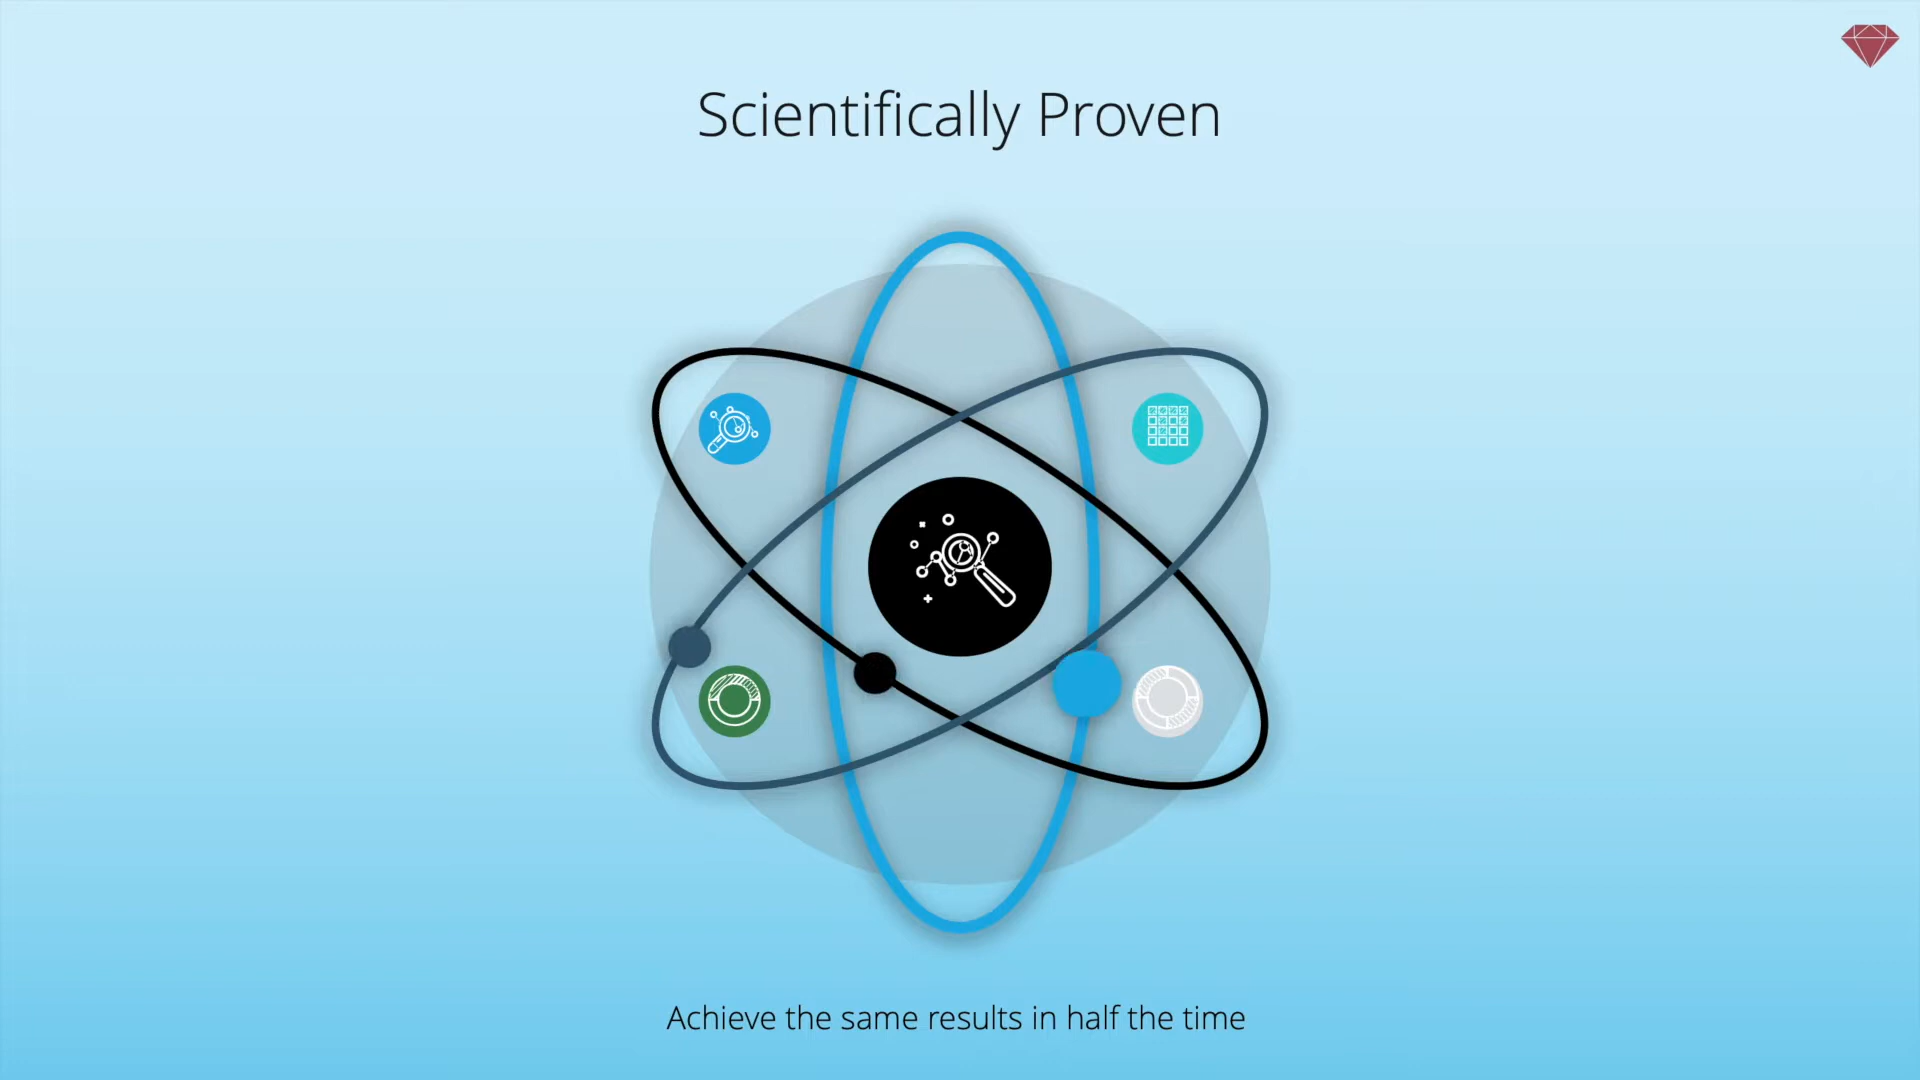 Scientifically Proven
Achieve the same results in half the time